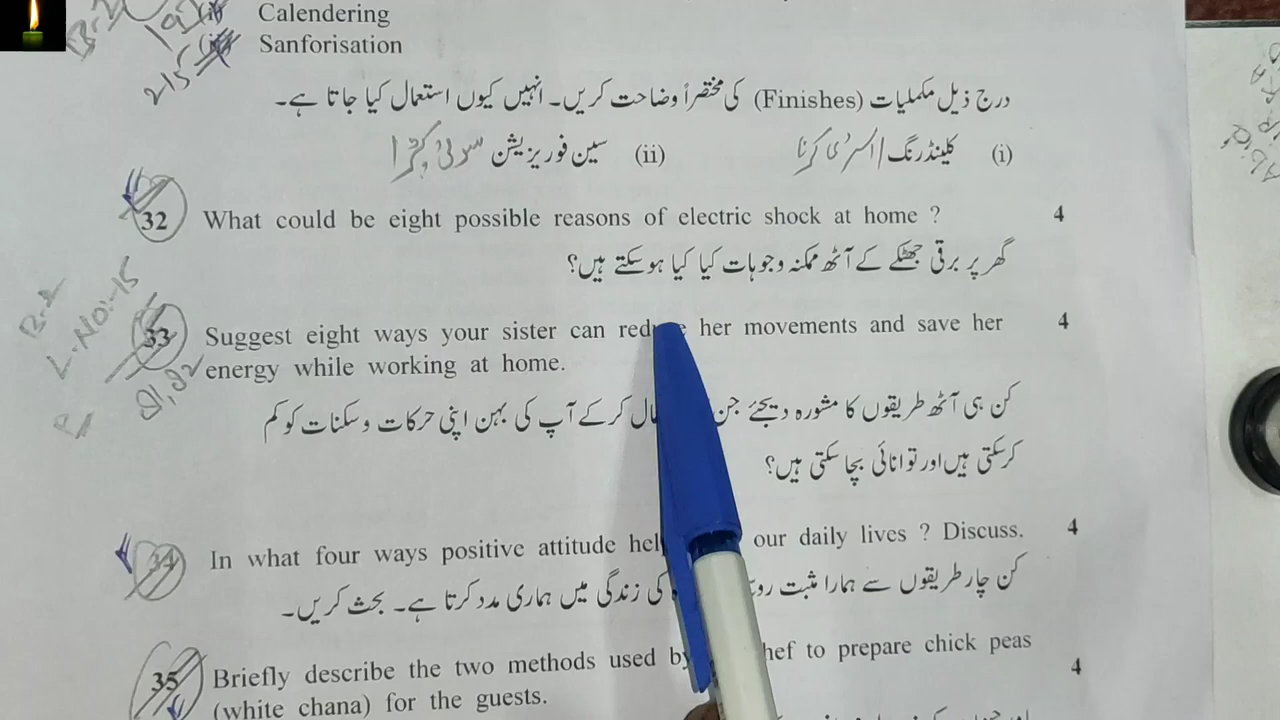 (i) Calendering
(ii) Sanforisation
215
درج ذیل مکملیات (Finishes) کی مختصراً وضاحت کریں۔ انہیں کیوں استعمال کیا جاتا ہے۔
(i) کلینڈرنگ (ii) سین فوریزیشن
32 What could be eight possible reasons of electric shock at home ? 4
گھر پر برقی جھٹکے کے آٹھ ممکنہ وجوہات کیا کیا ہوسکتے ہیں؟
B-2
L. No:-15
33 Suggest eight ways your sister can her movements and save her 4
energy while working at home.
کن ہی آٹھ طریقوں کا مشورہ دیجئے جن کرکے آپ کی بہن اپنی حرکات و سکنات کو کم
کرسکتی ہیں اور توانائی بچا سکتی ہیں؟
34 In what four ways positive attitude our daily lives ? Discuss. 4
کن چار طریقوں سے ہمارا مثبت کی زندگی میں ہماری مدد کرتا ہے۔ بحث کریں۔
35 Briefly describe the two methods used to prepare chick peas 4
(white chana) for the guests.